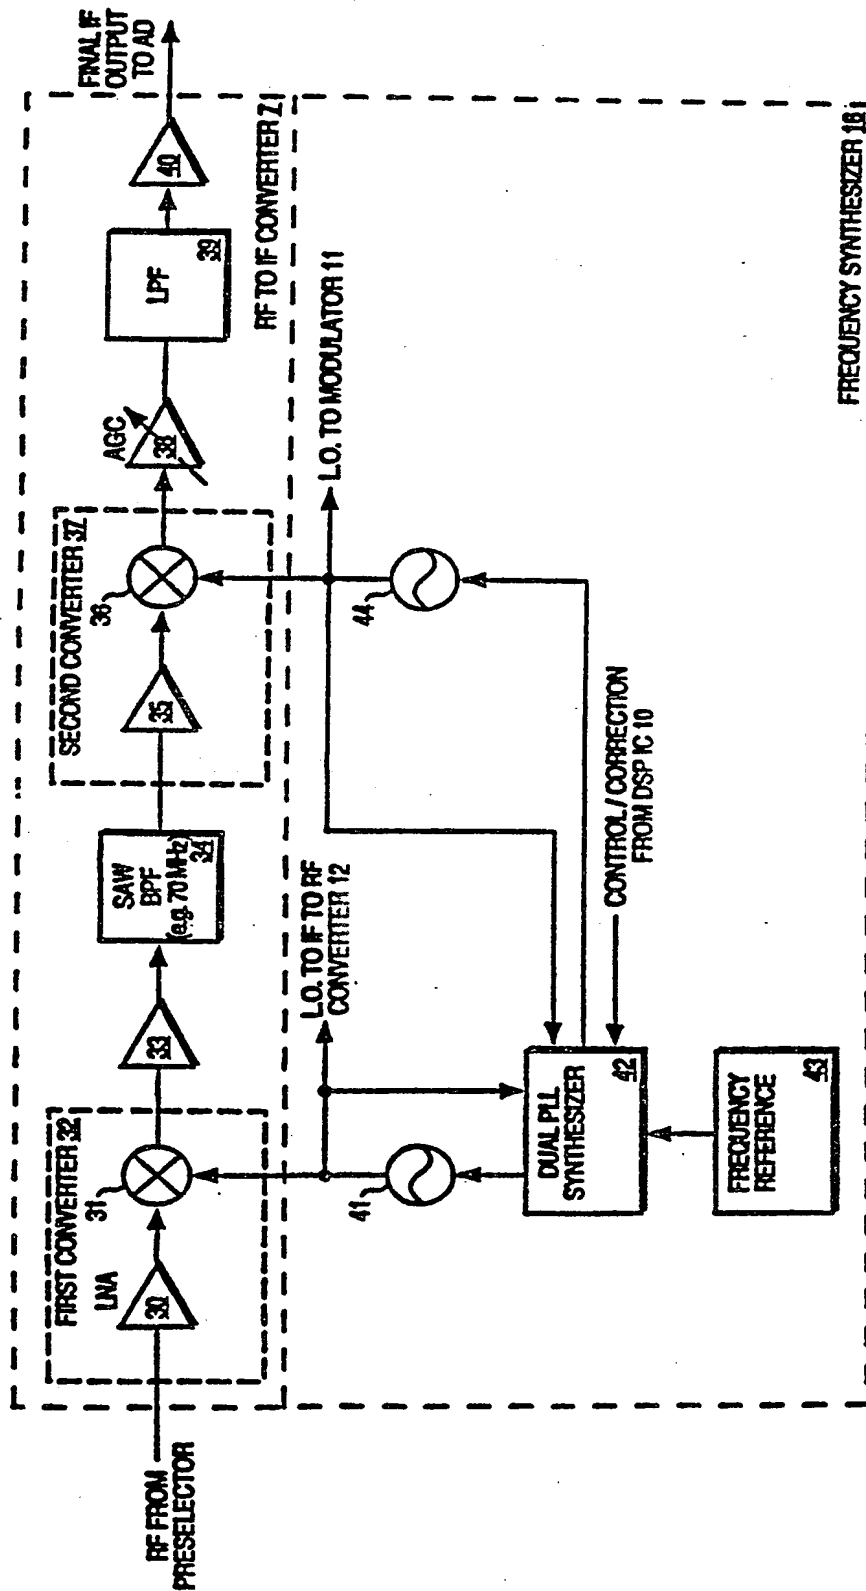 RF FROM
PRESELECTOR
FIRST CONVERTER 32
LNA
30
31
33
SAW
BPF
(e.g. 70 MHz)
34
SECOND CONVERTER 37
35
36
AGC
38
LPF
39
40
FINAL IF
OUTPUT
TO AD
RF TO IF CONVERTER 7
L.O. TO IF TO RF
CONVERTER 12
L.O. TO MODULATOR 11
41
44
DUAL PLL
SYNTHESIZER
42
CONTROL / CORRECTION
FROM DSP IC 10
FREQUENCY
REFERENCE
43
FREQUENCY SYNTHESIZER 16